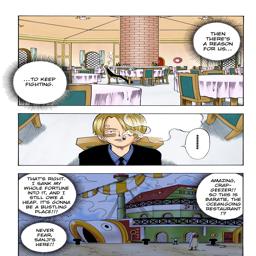 THEN
THERE'S
A REASON
FOR US...
...TO KEEP
FIGHTING.
AMAZING,
CRAP-
GEEZER!!
SO THIS IS
BARATIE, THE
OCEANGOING
RESTAURANT
!?
THAT'S RIGHT.
I SANK MY
WHOLE FORTUNE
INTO IT, AND I
STILL OWE A
HEAP. IT'S GONNA
BE A BUSTLING
PLACE!!!
NEVER
FEAR,
SANJI'S
HERE!!